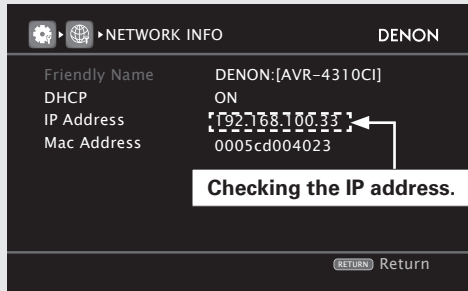 NETWORK INFO DENON
Friendly Name DENON:[AVR-4310CI]
DHCP ON
IP Address 192.168.100.33
Mac Address 0005cd004023
Checking the IP address.
RETURN Return